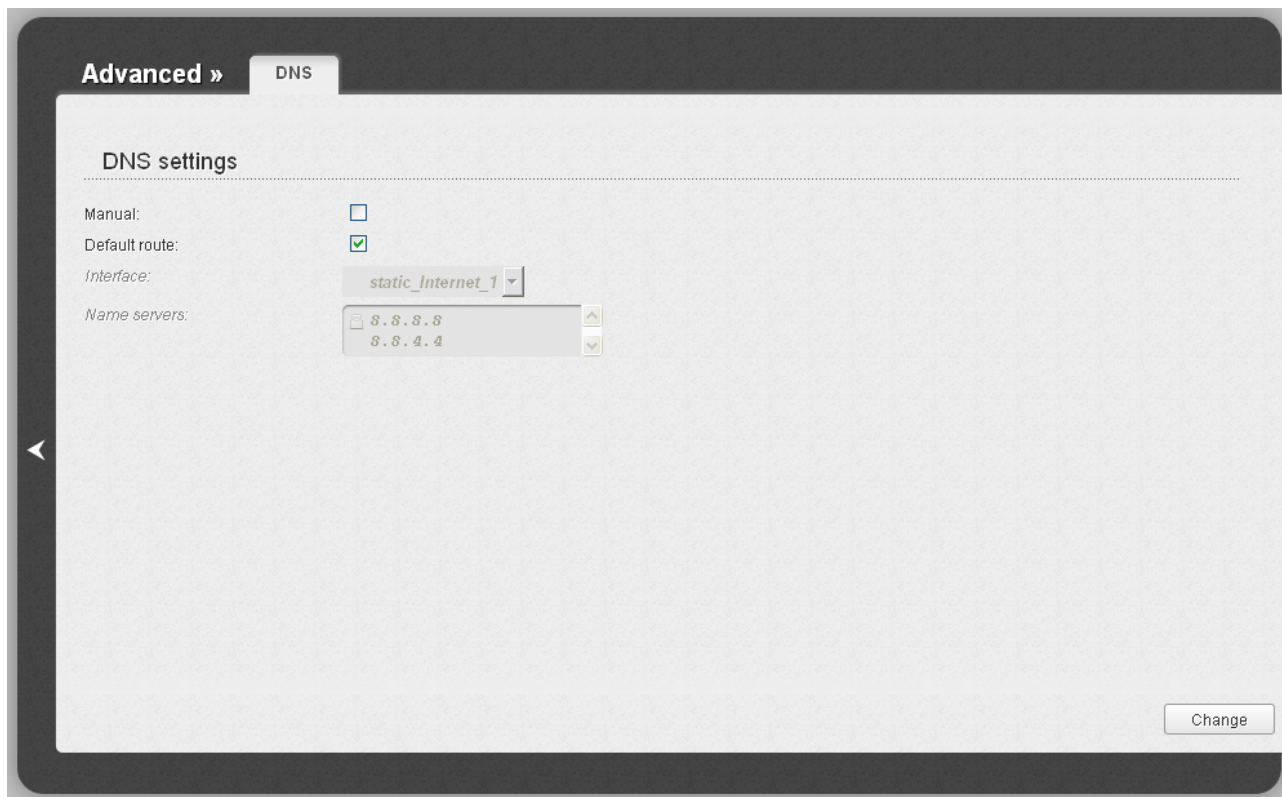 Advanced » DNS
DNS settings
Manual:
Default route:
Interface: static_Internet_1
Name servers: 8.8.8.8
8.8.4.4
Change